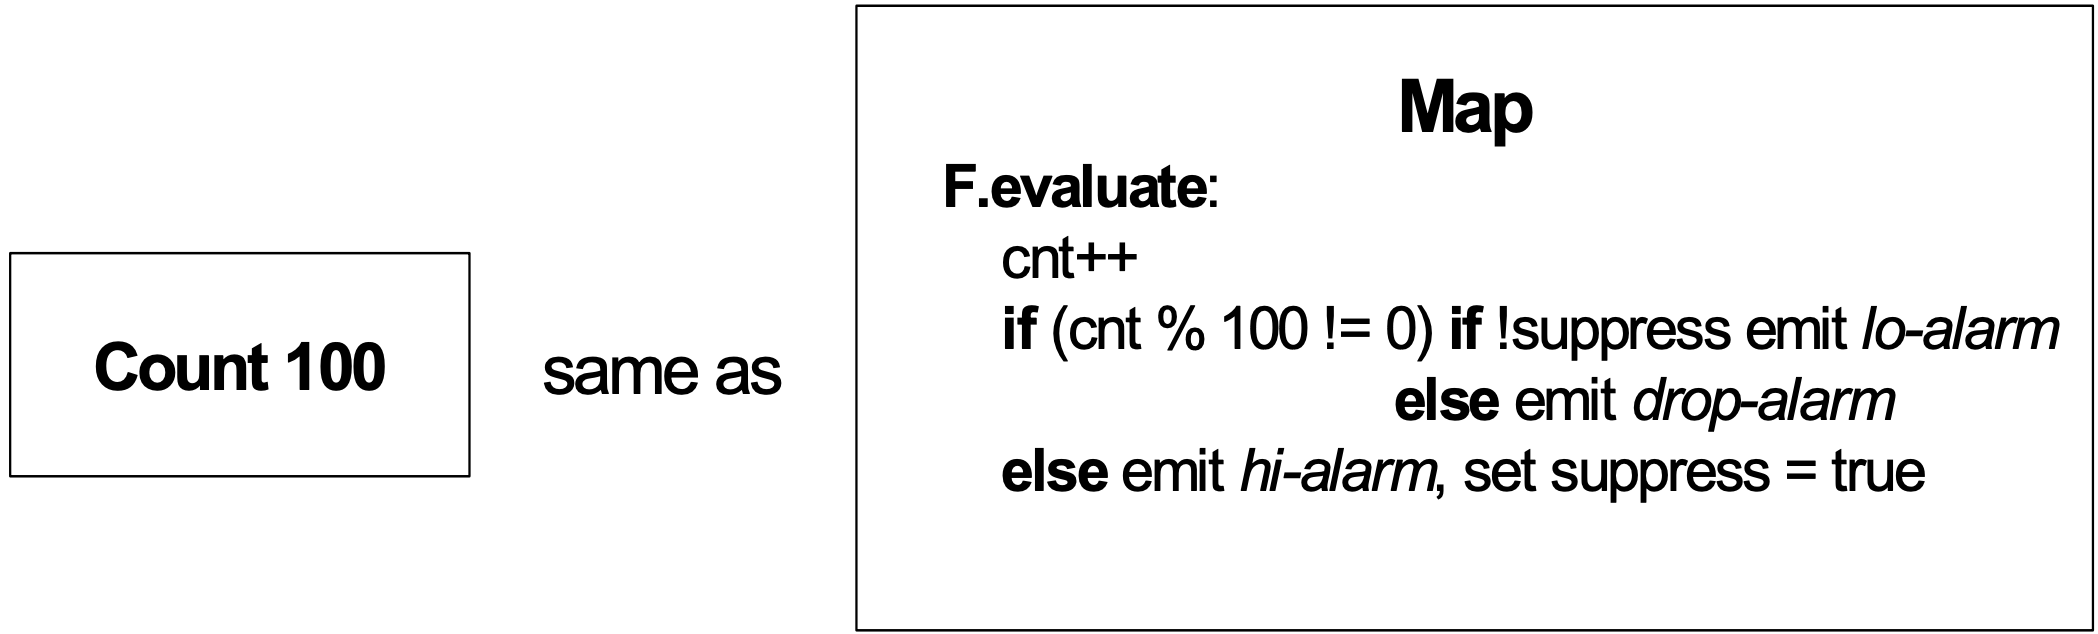 Count 100
same as
Map
F.evaluate:
cnt++
if (cnt % 100 != 0) if !suppress emit lo-alarm
else emit drop-alarm
else emit hi-alarm, set suppress = true